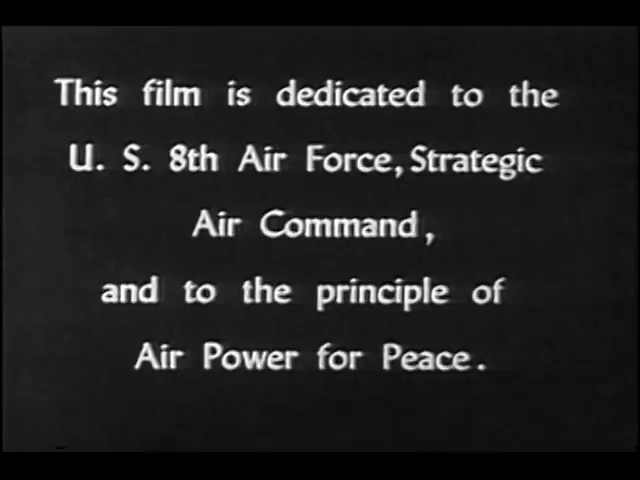 This film is dedicated to the
U. S. 8th Air Force, Strategic
Air Command,
and to the principle of
Air Power for Peace.